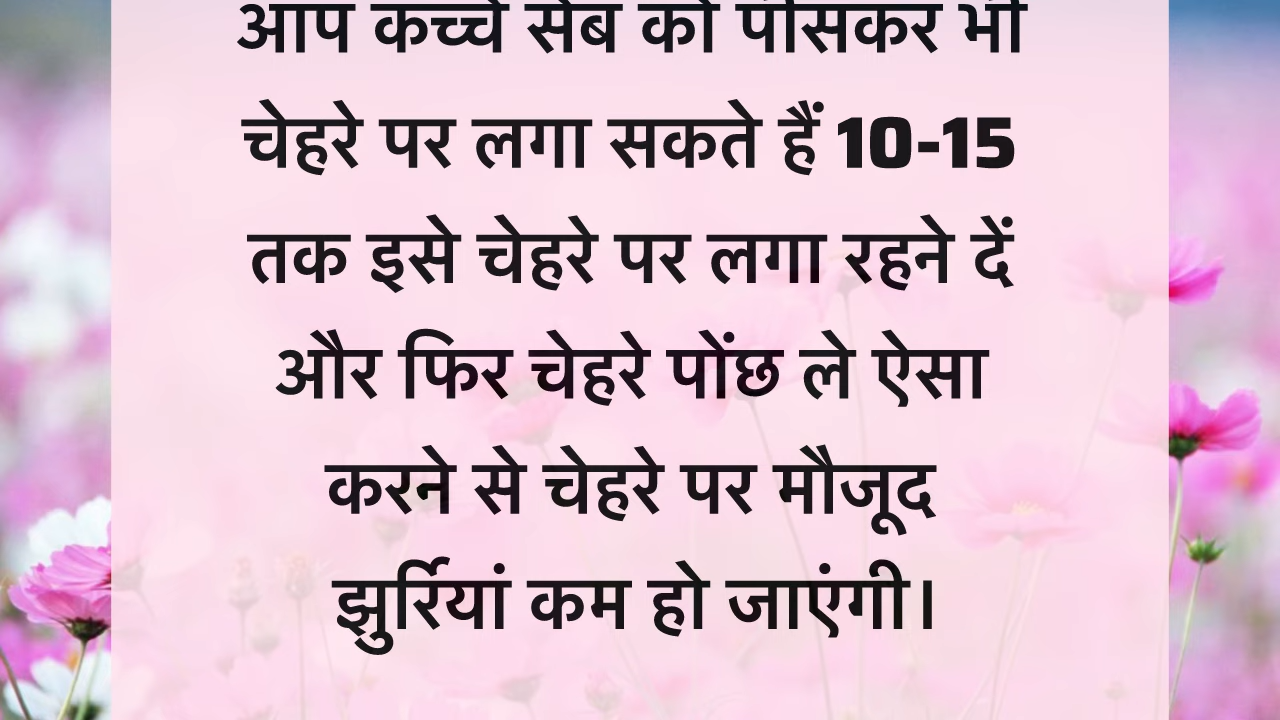 आप कच्चे सेब को पीसकर भी
चेहरे पर लगा सकते हैं 10-15
तक इसे चेहरे पर लगा रहने दें
और फिर चेहरे पोंछ ले ऐसा
करने से चेहरे पर मौजूद
झुर्रियां कम हो जाएंगी।